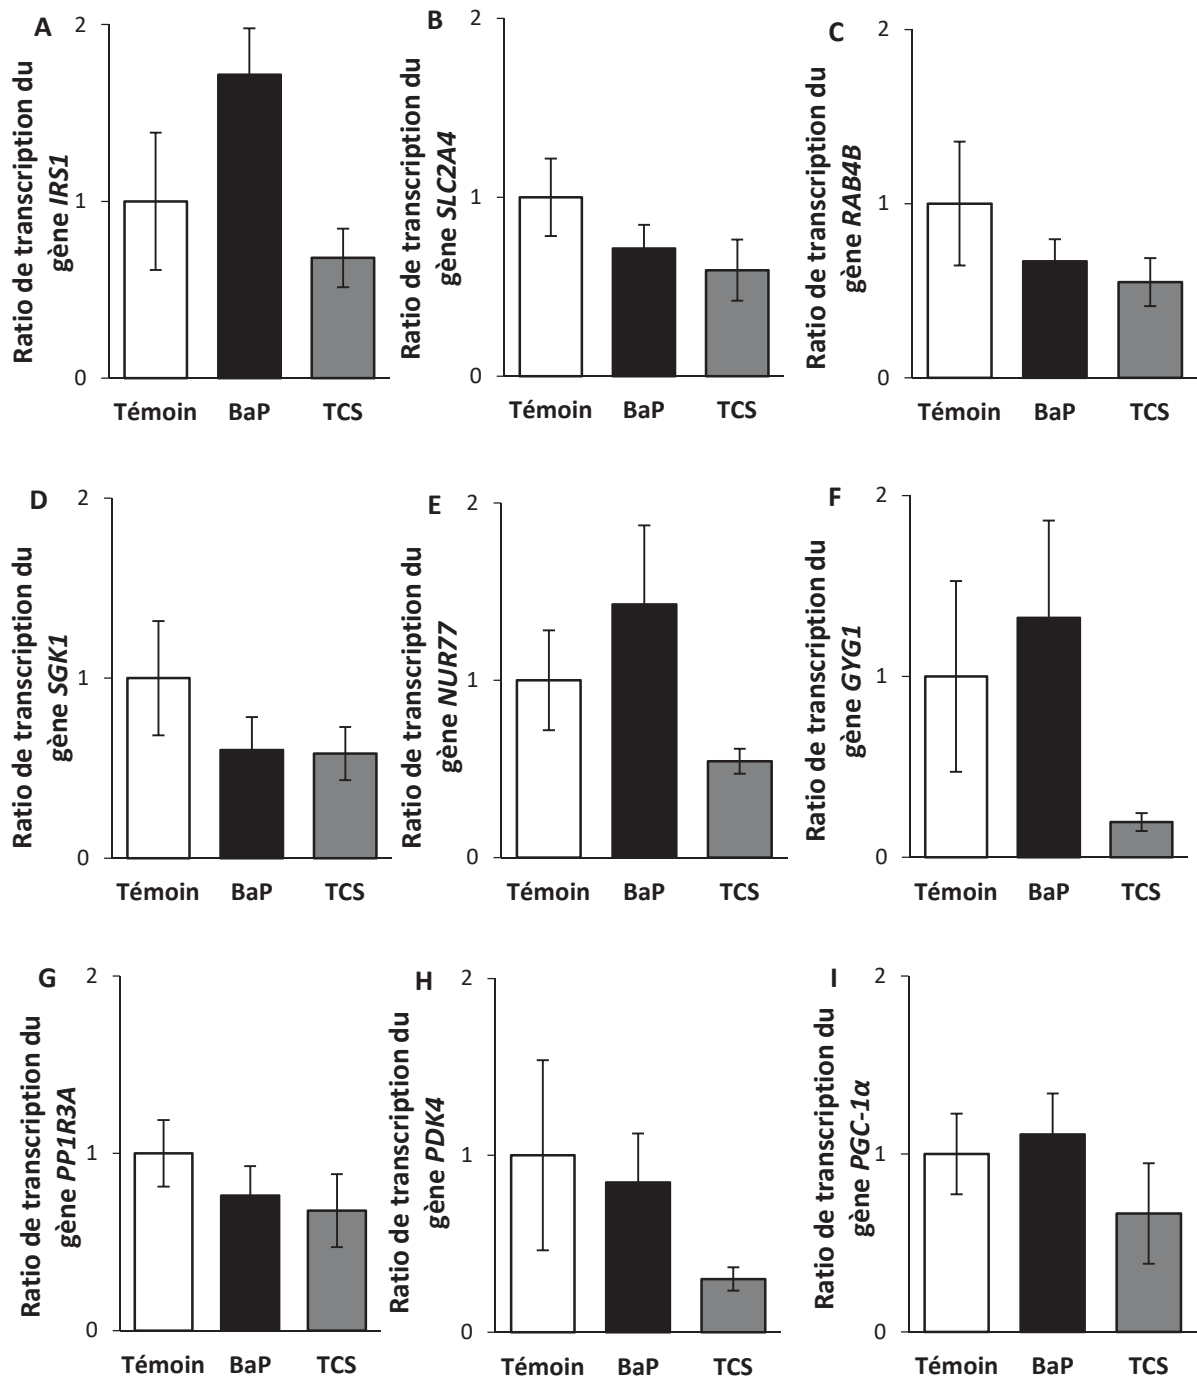 A
Ratio de transcription du
gène IRS1
2
1
0
Témoin BaP TCS
B
Ratio de transcription du
gène SLC2A4
2
1
0
Témoin BaP TCS
C
Ratio de transcription du
gène RAB4B
2
1
0
Témoin BaP TCS
D
Ratio de transcription du
gène SGK1
2
1
0
Témoin BaP TCS
E
Ratio de transcription du
gène NUR77
2
1
0
Témoin BaP TCS
F
Ratio de transcription du
gène GYG1
2
1
0
Témoin BaP TCS
G
Ratio de transcription du
gène PP1R3A
2
1
0
Témoin BaP TCS
H
Ratio de transcription du
gène PDK4
2
1
0
Témoin BaP TCS
I
Ratio de transcription du
gène PGC-1α
2
1
0
Témoin BaP TCS